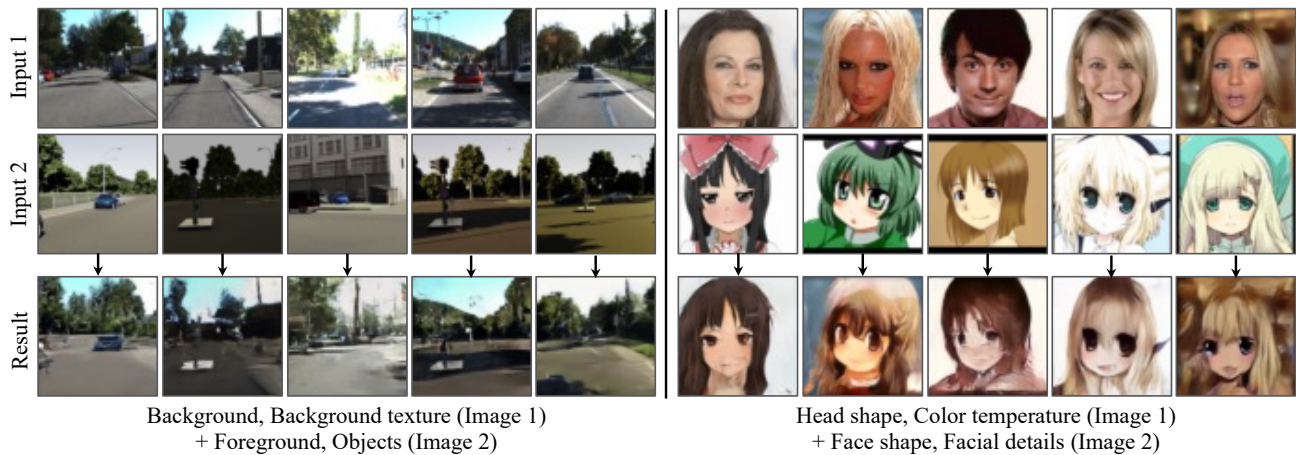 Input 1
Input 2
Result
Background, Background texture (Image 1)
+ Foreground, Objects (Image 2)
Head shape, Color temperature (Image 1)
+ Face shape, Facial details (Image 2)